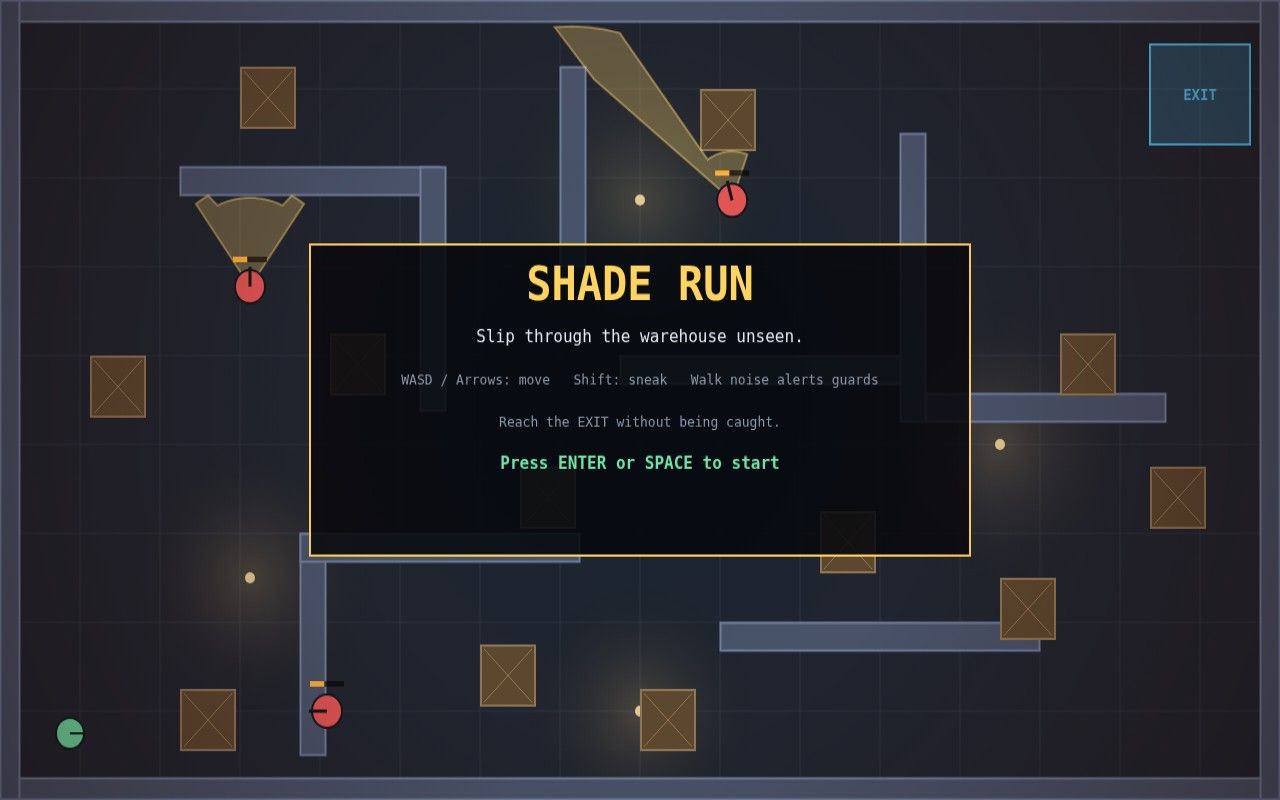 EXIT
SHADE RUN
Slip through the warehouse unseen.
WASD / Arrows: move   Shift: sneak   Walk noise alerts guards
Reach the EXIT without being caught.
Press ENTER or SPACE to start